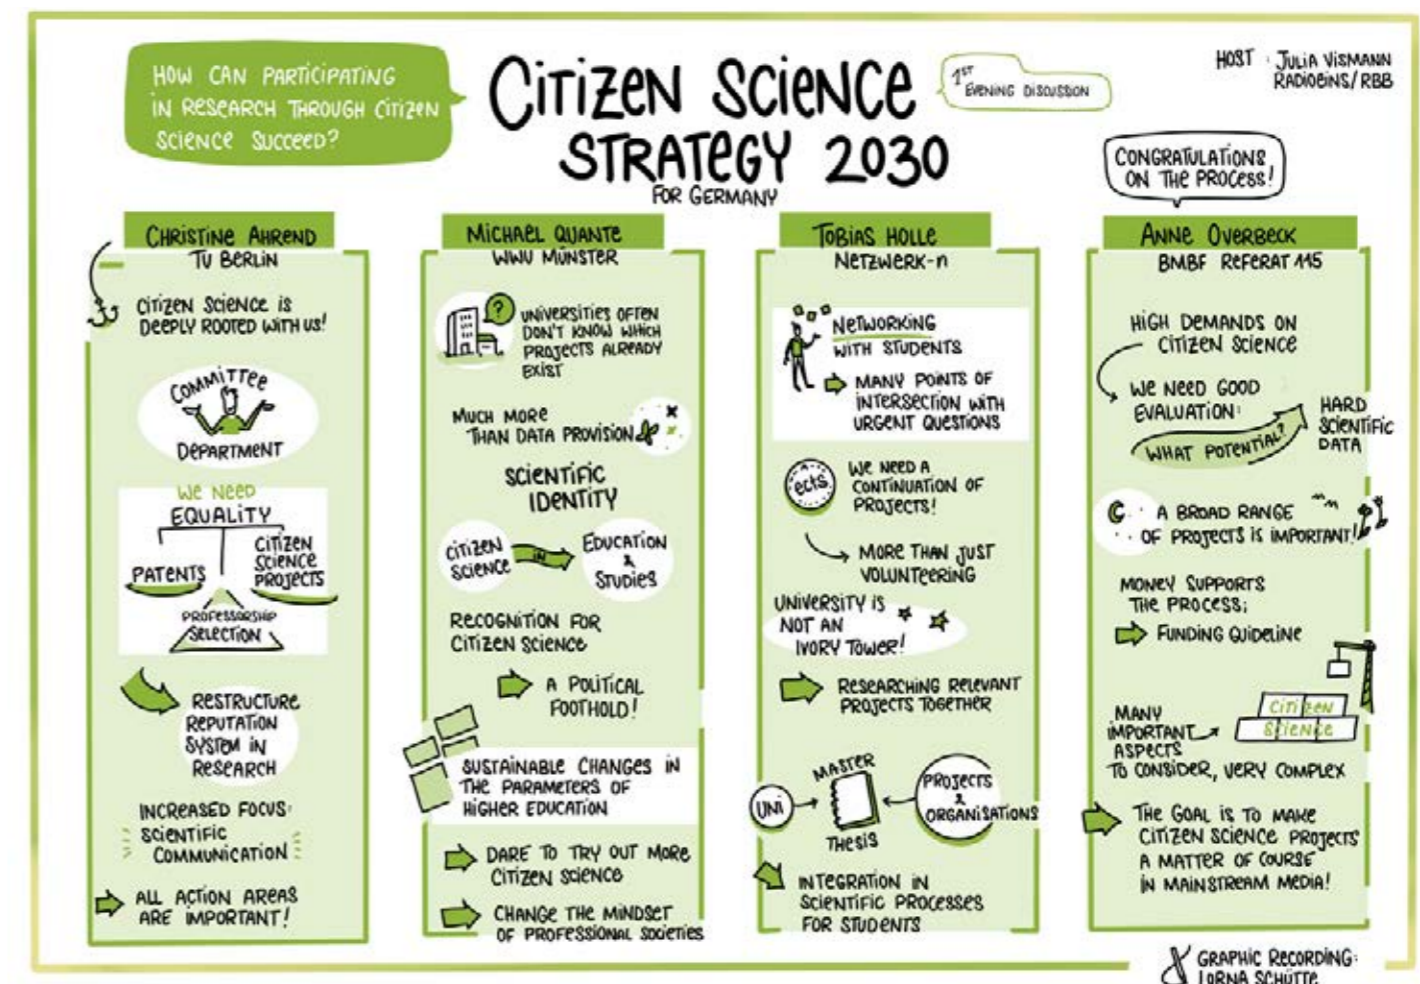 HOW CAN PARTICIPATING
IN RESEARCH THROUGH CITIZEN
SCIENCE SUCCEED?
CITIZEN SCIENCE
STRATEGY 2030
FOR GERMANY
1ST
EVENING DISCUSSION
HOST : JULIA VISMANN
RADIOEINS/RBB
CONGRATULATIONS
ON THE PROCESS!
CHRISTINE AHREND
TU BERLIN
CITIZEN SCIENCE IS
DEEPLY ROOTED WITH US!
COMMITTEE
DEPARTMENT
WE NEED
EQUALITY
PATENTS
CITIZEN
SCIENCE
PROJECTS
PROFESSORSHIP
SELECTION
RESTRUCTURE
REPUTATION
SYSTEM IN
RESEARCH
INCREASED FOCUS:
SCIENTIFIC
COMMUNICATION
ALL ACTION AREAS
ARE IMPORTANT!
MICHAEL QUANTE
WWU MÜNSTER
?
UNIVERSITIES OFTEN
DON'T KNOW WHICH
PROJECTS ALREADY
EXIST
MUCH MORE
THAN DATA PROVISION
SCIENTIFIC
IDENTITY
CITIZEN
SCIENCE
IN
EDUCATION
&
STUDIES
RECOGNITION FOR
CITIZEN SCIENCE
A POLITICAL
FOOTHOLD!
SUSTAINABLE CHANGES IN
THE PARAMETERS OF
HIGHER EDUCATION
DARE TO TRY OUT MORE
CITIZEN SCIENCE
CHANGE THE MINDSET
OF PROFESSIONAL SOCIETIES
TOBIAS HOLLE
NETZWERK-n
NETWORKING
WITH STUDENTS
MANY POINTS OF
INTERSECTION WITH
URGENT QUESTIONS
ects
WE NEED A
CONTINUATION OF
PROJECTS!
MORE THAN JUST
VOLUNTEERING
UNIVERSITY IS
NOT AN
IVORY TOWER!
RESEARCHING RELEVANT
PROJECTS TOGETHER
UNI
MASTER
THESIS
PROJECTS
&
ORGANISATIONS
INTEGRATION IN
SCIENTIFIC PROCESSES
FOR STUDENTS
ANNE OVERBECK
BMBF REFERAT 115
HIGH DEMANDS ON
CITIZEN SCIENCE
WE NEED GOOD
EVALUATION:
WHAT POTENTIAL?
HARD
SCIENTIFIC
DATA
A BROAD RANGE
OF PROJECTS IS IMPORTANT!
MONEY SUPPORTS
THE PROCESS;
FUNDING GUIDELINE
CITIZEN
SCIENCE
MANY
IMPORTANT
ASPECTS
TO CONSIDER, VERY COMPLEX
THE GOAL IS TO MAKE
CITIZEN SCIENCE PROJECTS
A MATTER OF COURSE
IN MAINSTREAM MEDIA!
GRAPHIC RECORDING:
LORNA SCHÜTTE